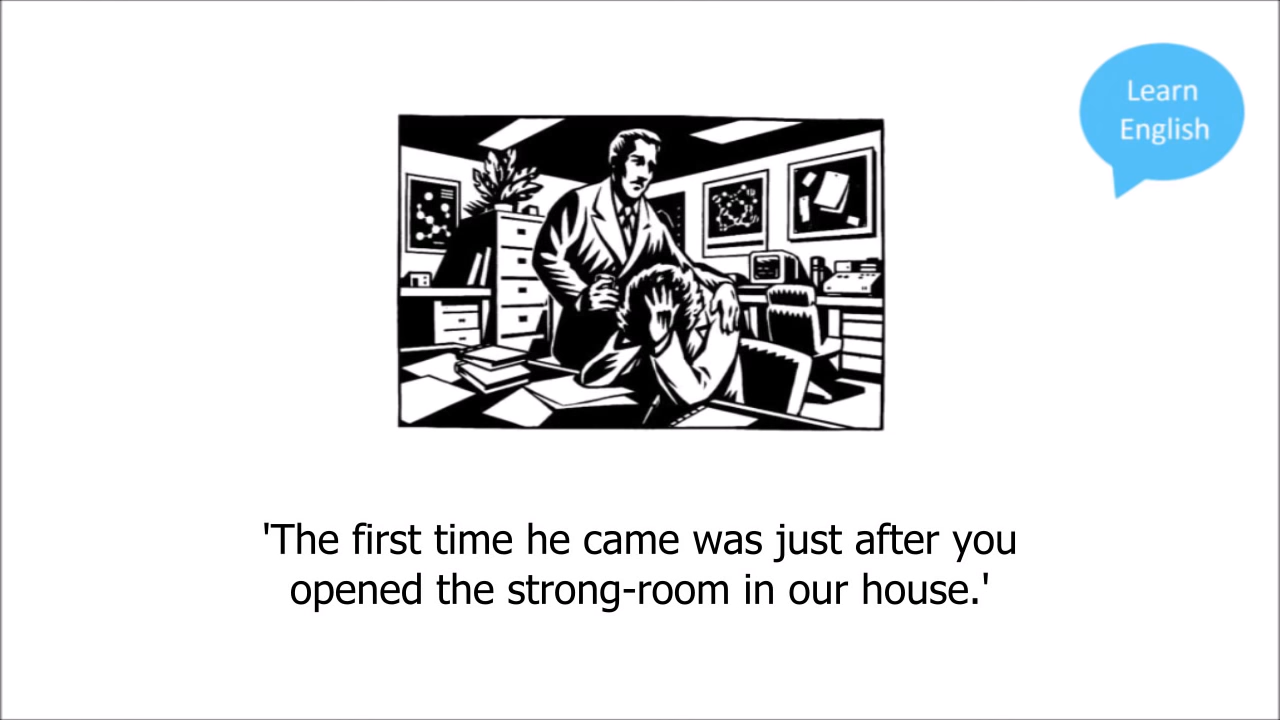 Learn
English
'The first time he came was just after you
opened the strong-room in our house.'